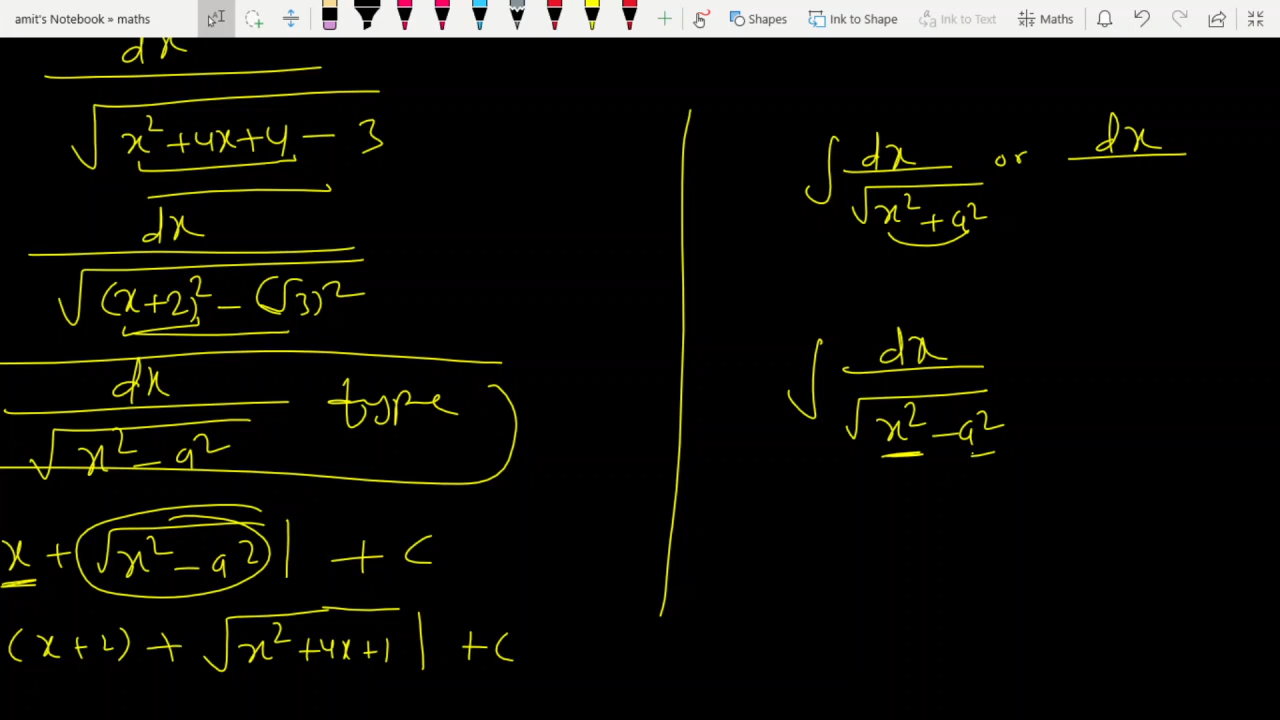 amit's Notebook » maths
Shapes
Ink to Shape
Ink to Text
Maths
dx
√x²+4x+4 − 3
dx
√(x+2)² − (√3)²
dx
√x² − a²
type
x + √x² − a² | + C
(x+2) + √x²+4x+1 | + C
∫ dx or dx
√x² + a²
∫ dx
√x² − a²